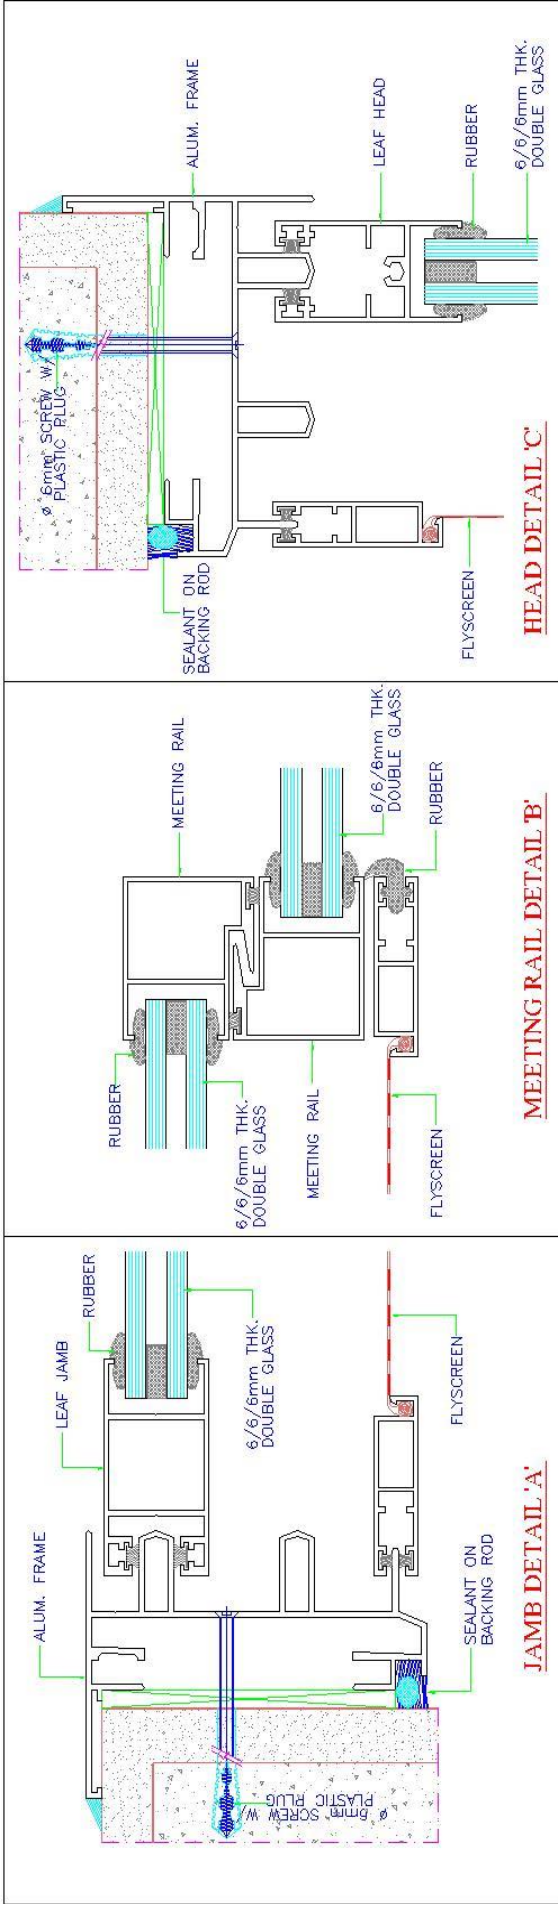 ALUM. FRAME
LEAF JAMB
RUBBER
6/6/6mm THK.
DOUBLE GLASS
ø 6mm SCREW W/
PLASTIC PLUG
SEALANT ON
BACKING ROD
FLYSCREEN
JAMB DETAIL 'A'
RUBBER
MEETING RAIL
6/6/6mm THK.
DOUBLE GLASS
6/6/6mm THK.
DOUBLE GLASS
MEETING RAIL
RUBBER
FLYSCREEN
MEETING RAIL DETAIL 'B'
ø 6mm SCREW W/
PLASTIC PLUG
ALUM. FRAME
SEALANT ON
BACKING ROD
LEAF HEAD
RUBBER
6/6/6mm THK.
DOUBLE GLASS
FLYSCREEN
HEAD DETAIL 'C'